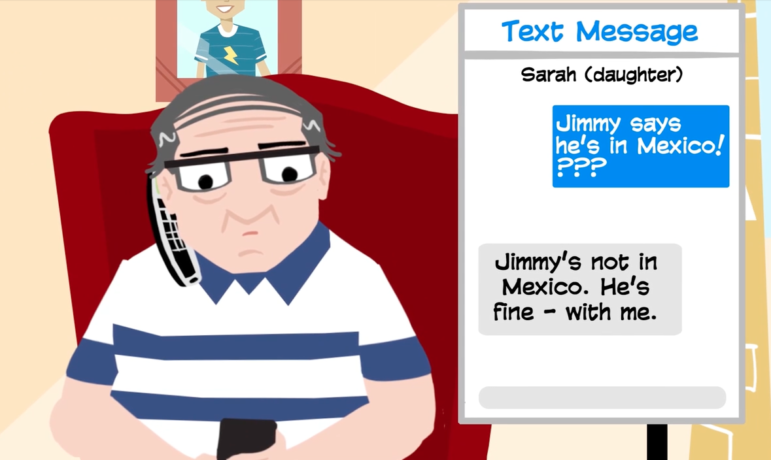 Text Message
Sarah (daughter)
Jimmy says
he's in Mexico!
???
Jimmy's not in
Mexico. He's
fine - with me.